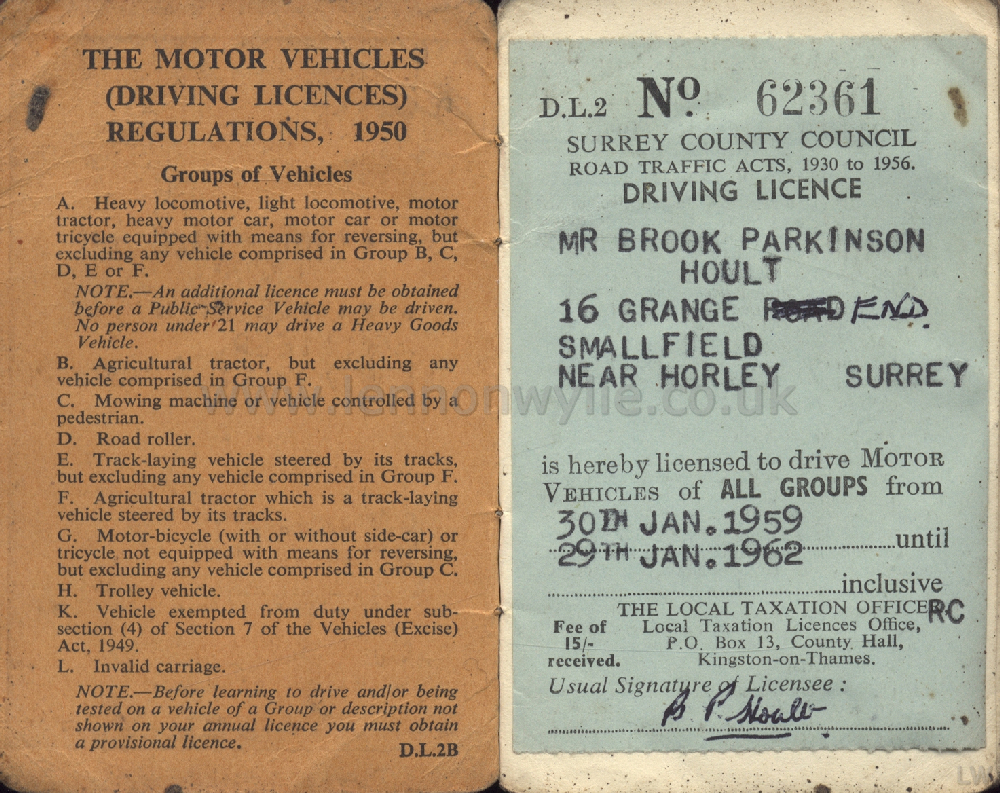 THE MOTOR VEHICLES
(DRIVING LICENCES)
REGULATIONS, 1950
Groups of Vehicles
A. Heavy locomotive, light locomotive, motor
tractor, heavy motor car, motor car or motor
tricycle equipped with means for reversing, but
excluding any vehicle comprised in Group B, C,
D, E or F.
NOTE.—An additional licence must be obtained
before a Public Service Vehicle may be driven.
No person under 21 may drive a Heavy Goods
Vehicle.
B. Agricultural tractor, but excluding any
vehicle comprised in Group F.
C. Mowing machine or vehicle controlled by a
pedestrian.
D. Road roller.
E. Track-laying vehicle steered by its tracks,
but excluding any vehicle comprised in Group F.
F. Agricultural tractor which is a track-laying
vehicle steered by its tracks.
G. Motor-bicycle (with or without side-car) or
tricycle not equipped with means for reversing,
but excluding any vehicle comprised in Group C.
H. Trolley vehicle.
K. Vehicle exempted from duty under sub-
section (4) of Section 7 of the Vehicles (Excise)
Act, 1949.
L. Invalid carriage.
NOTE.—Before learning to drive and/or being
tested on a vehicle of a Group or description not
shown on your annual licence you must obtain
a provisional licence.
D.L.2B
D.L.2 No. 62361
SURREY COUNTY COUNCIL
ROAD TRAFFIC ACTS, 1930 to 1956.
DRIVING LICENCE
MR BROOK PARKINSON
HOULT
16 GRANGE END
SMALLFIELD
NEAR HORLEY SURREY
is hereby licensed to drive MOTOR
VEHICLES of ALL GROUPS from
30TH JAN. 1959
29TH JAN. 1962 until
inclusive
THE LOCAL TAXATION OFFICER RC
Fee of 15/- received.
Local Taxation Licences Office,
P.O. Box 13, County Hall,
Kingston-on-Thames.
Usual Signature of Licensee :
B P Hoult
www.lennonwylie.co.uk
LW